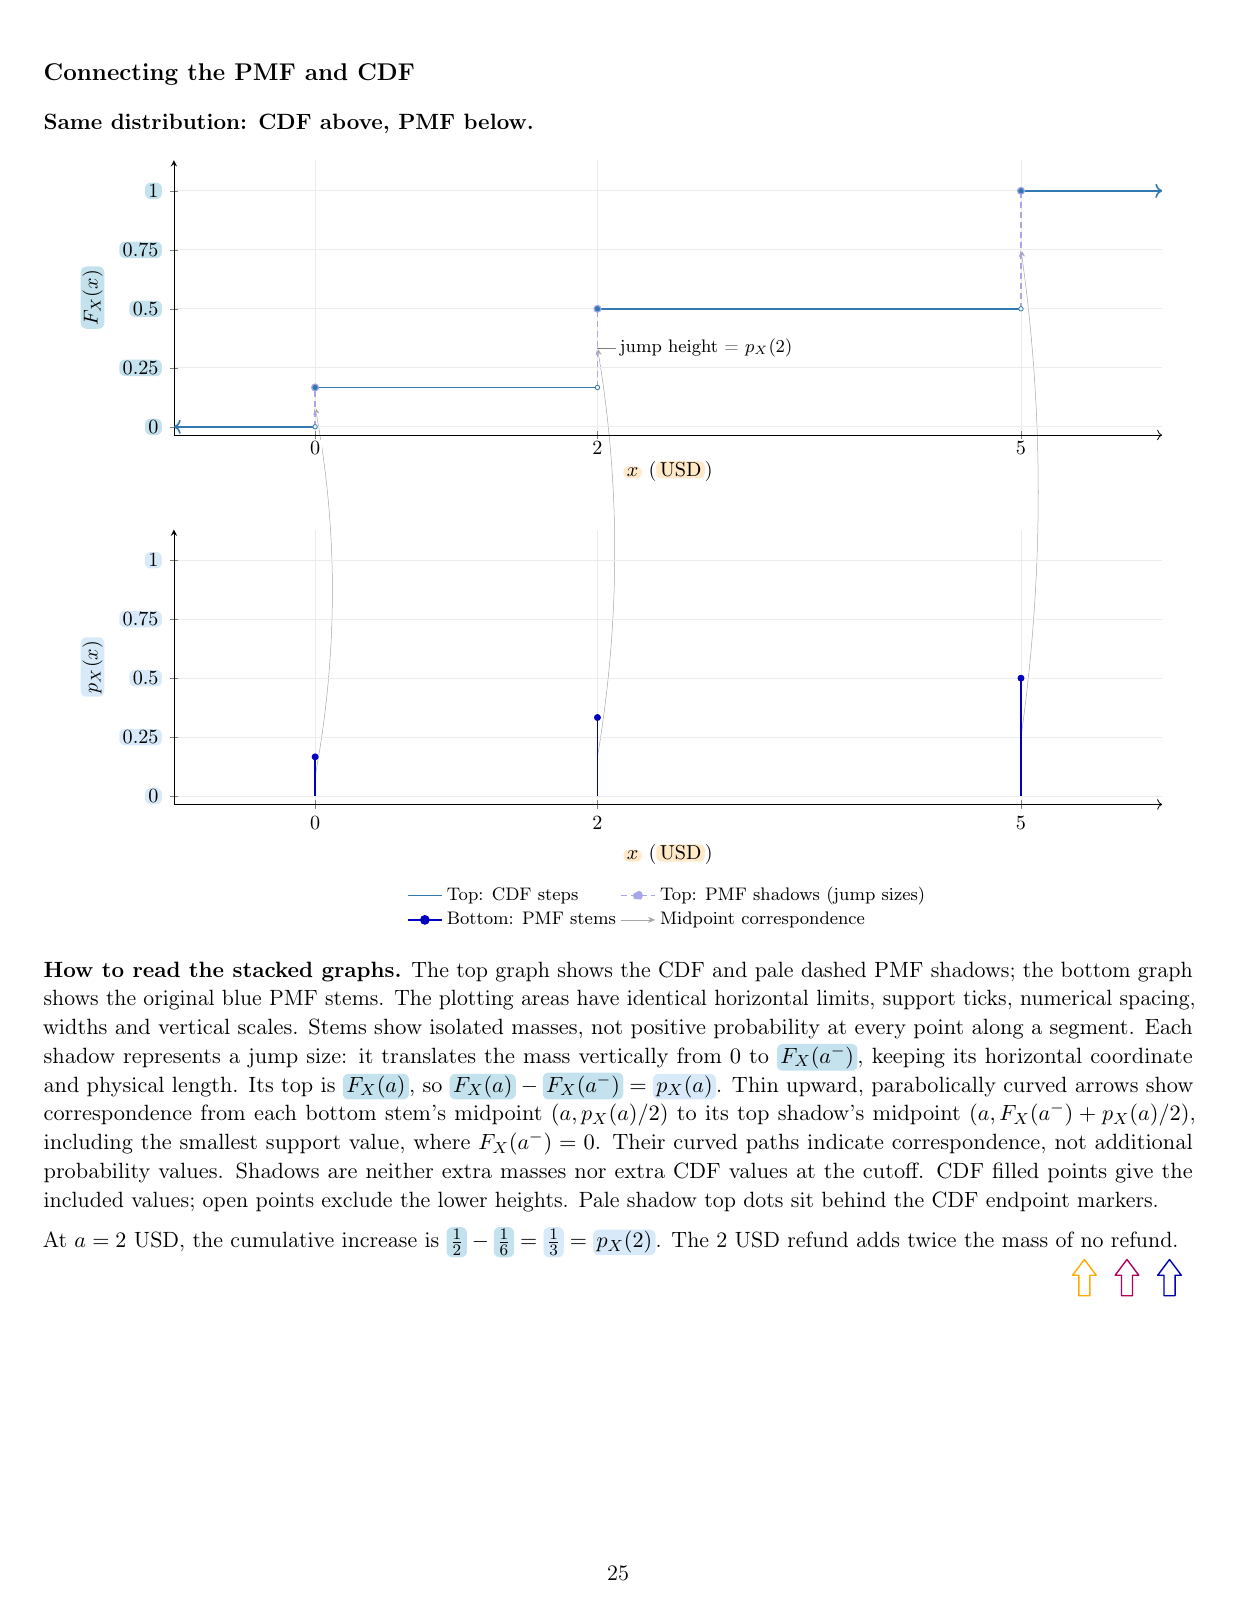 Connecting the PMF and CDF
Same distribution: CDF above, PMF below.
1
0.75
0.5
0.25
0
F_X(x)
jump height = p_X(2)
0 2 5
x (USD)
1
0.75
0.5
0.25
0
p_X(x)
0 2 5
x (USD)
Top: CDF steps Top: PMF shadows (jump sizes)
Bottom: PMF stems Midpoint correspondence
How to read the stacked graphs. The top graph shows the CDF and pale dashed PMF shadows; the bottom graph
shows the original blue PMF stems. The plotting areas have identical horizontal limits, support ticks, numerical spacing,
widths and vertical scales. Stems show isolated masses, not positive probability at every point along a segment. Each
shadow represents a jump size: it translates the mass vertically from 0 to F_X(a⁻), keeping its horizontal coordinate
and physical length. Its top is F_X(a), so F_X(a) − F_X(a⁻) = p_X(a). Thin upward, parabolically curved arrows show
correspondence from each bottom stem's midpoint (a, p_X(a)/2) to its top shadow's midpoint (a, F_X(a⁻) + p_X(a)/2),
including the smallest support value, where F_X(a⁻) = 0. Their curved paths indicate correspondence, not additional
probability values. Shadows are neither extra masses nor extra CDF values at the cutoff. CDF filled points give the
included values; open points exclude the lower heights. Pale shadow top dots sit behind the CDF endpoint markers.
At a = 2 USD, the cumulative increase is 1/2 − 1/6 = 1/3 = p_X(2). The 2 USD refund adds twice the mass of no refund.
25